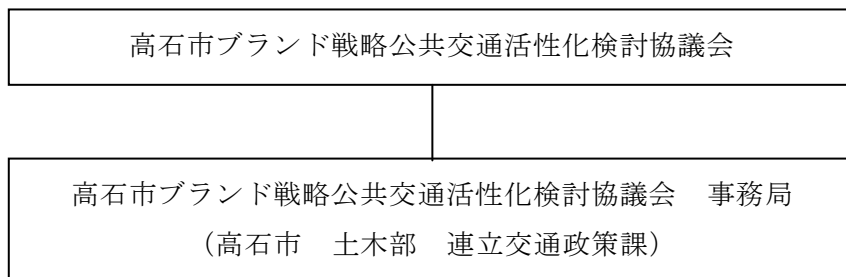 高石市ブランド戦略公共交通活性化検討協議会
高石市ブランド戦略公共交通活性化検討協議会　事務局
（高石市　土木部　連立交通政策課）